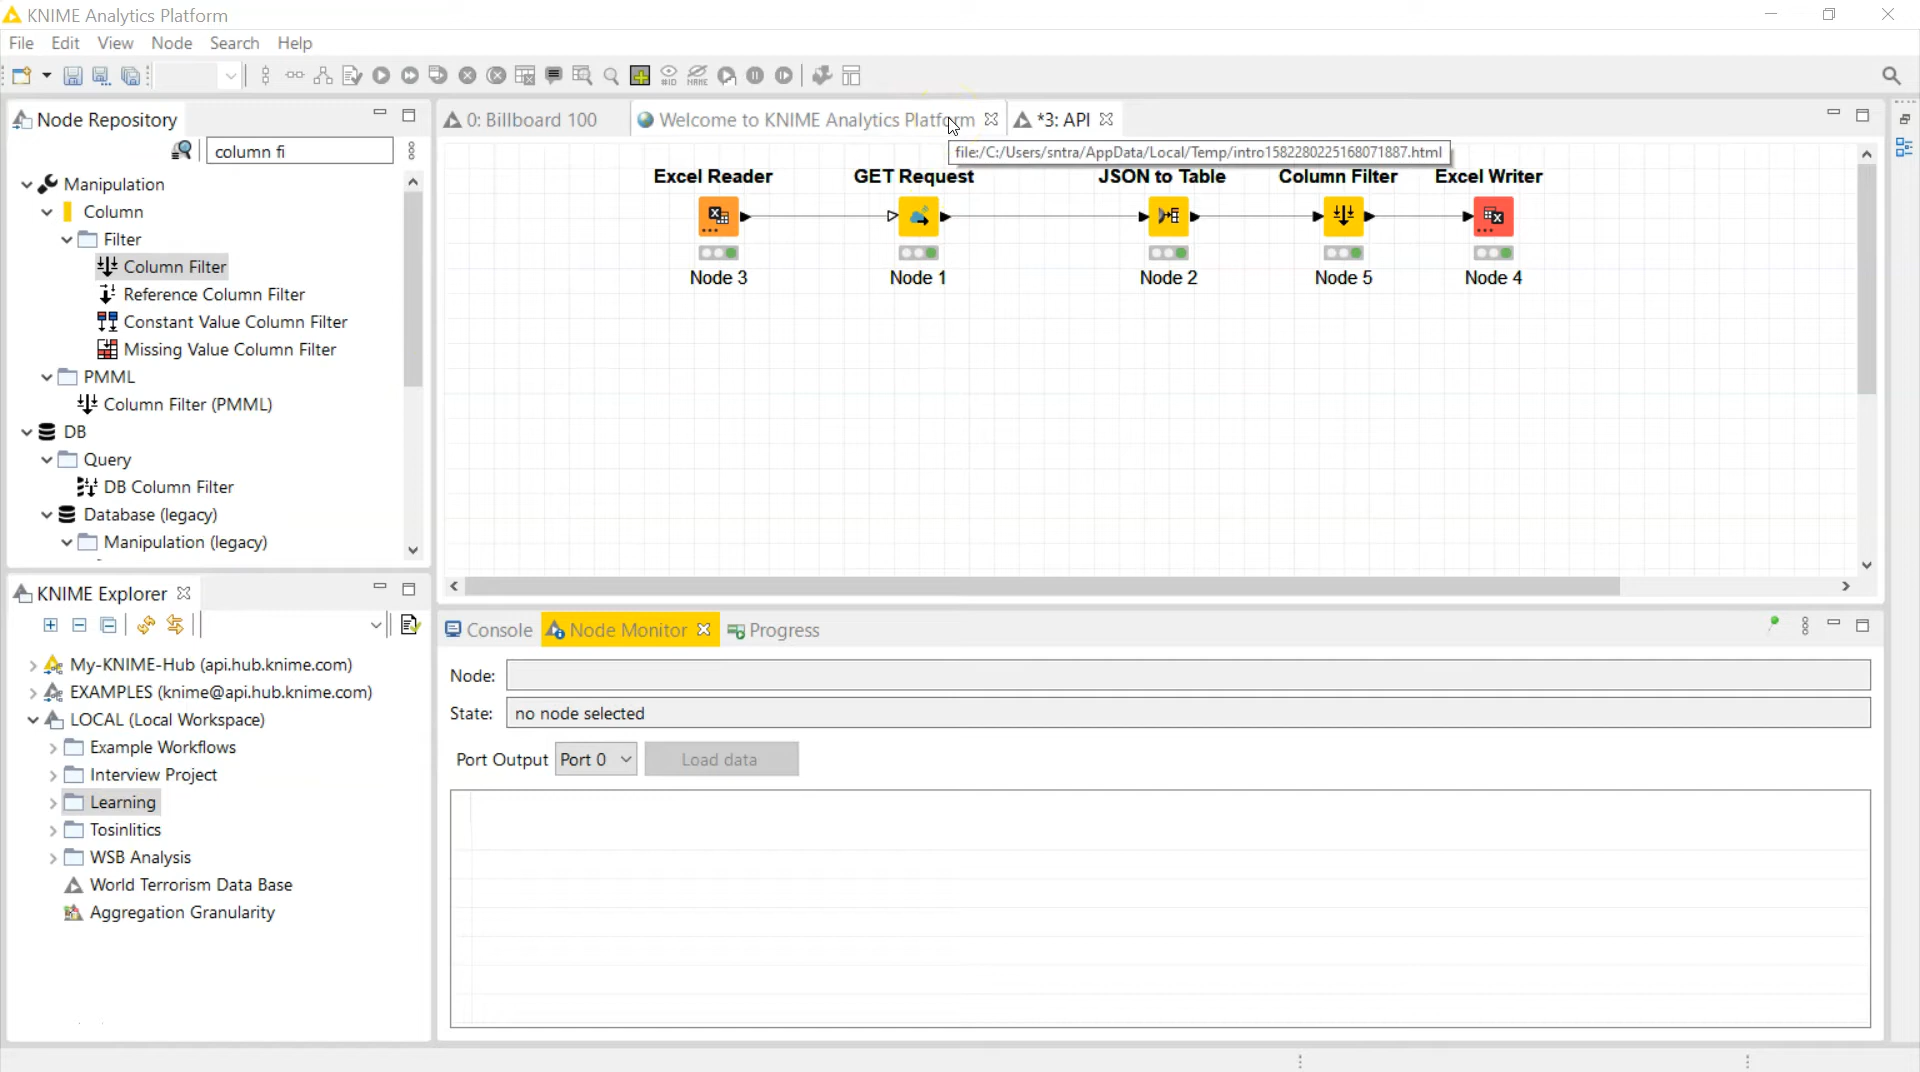 KNIME Analytics Platform
File Edit View Node Search Help
Node Repository
column fi
Manipulation
Column
Filter
Column Filter
Reference Column Filter
Constant Value Column Filter
Missing Value Column Filter
PMML
Column Filter (PMML)
DB
Query
DB Column Filter
Database (legacy)
Manipulation (legacy)
KNIME Explorer
My-KNIME-Hub (api.hub.knime.com)
EXAMPLES (knime@api.hub.knime.com)
LOCAL (Local Workspace)
Example Workflows
Interview Project
Learning
Tosinlitics
WSB Analysis
World Terrorism Data Base
Aggregation Granularity
0: Billboard 100 Welcome to KNIME Analytics Platform *3: API
file:/C:/Users/sntra/AppData/Local/Temp/intro1582280225168071887.html
Excel Reader GET Request JSON to Table Column Filter Excel Writer
Node 3 Node 1 Node 2 Node 5 Node 4
Console Node Monitor Progress
Node:
State: no node selected
Port Output Port 0 Load data